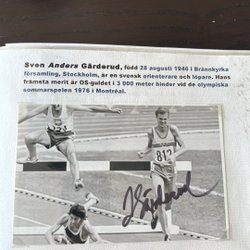 Sven Anders Gärderud, född 28 augusti 1946 i Brännkyrka
församling, Stockholm, är en svensk orienterare och löpare. Hans
främsta merit är OS-guldet i 3 000 meter hinder vid de olympiska
sommarspelen 1976 i Montréal.
812